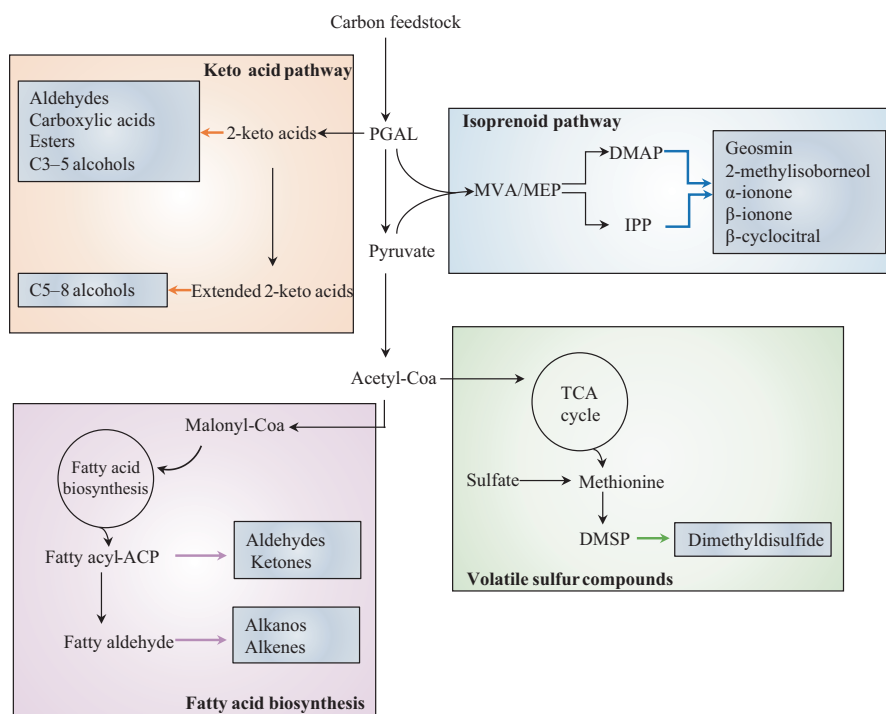 Carbon feedstock
Keto acid pathway
Aldehydes
Carboxylic acids
Esters
C3–5 alcohols
2-keto acids
PGAL
C5–8 alcohols
Extended 2-keto acids
Pyruvate
Isoprenoid pathway
MVA/MEP
DMAP
IPP
Geosmin
2-methylisoborneol
α-ionone
β-ionone
β-cyclocitral
Acetyl-Coa
Malonyl-Coa
Fatty acid
biosynthesis
Fatty acyl-ACP
Aldehydes
Ketones
Fatty aldehyde
Alkanos
Alkenes
Fatty acid biosynthesis
TCA
cycle
Sulfate
Methionine
DMSP
Dimethyldisulfide
Volatile sulfur compounds